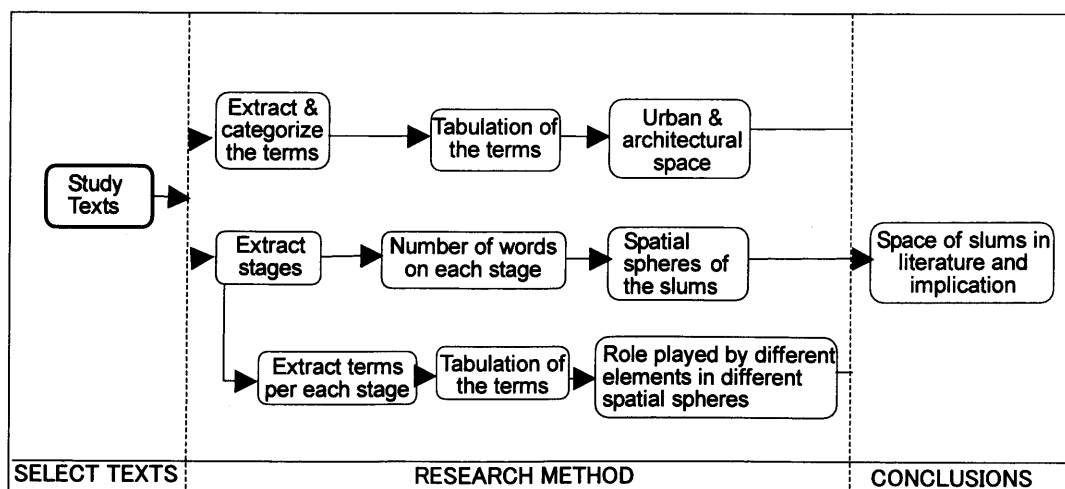 Study
Texts
Extract &
categorize
the terms
Tabulation of
the terms
Urban &
architectural
space
Extract
stages
Number of words
on each stage
Spatial
spheres
of the
slums
Space of slums in
literature and
implication
Extract terms
per each stage
Tabulation of
the terms
Role played by different
elements in different
spatial spheres
SELECT TEXTS
RESEARCH METHOD
CONCLUSIONS